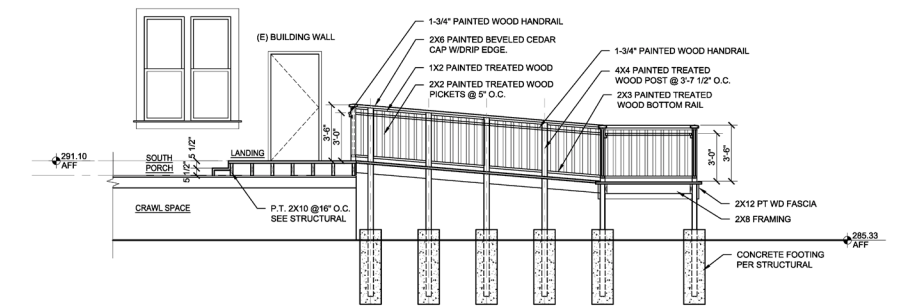 1-3/4" PAINTED WOOD HANDRAIL
(E) BUILDING WALL
2X6 PAINTED BEVELED CEDAR
CAP W/DRIP EDGE.
1X2 PAINTED TREATED WOOD
2X2 PAINTED TREATED WOOD
PICKETS @ 5" O.C.
1-3/4" PAINTED WOOD HANDRAIL
4X4 PAINTED TREATED
WOOD POST @ 3'-7 1/2" O.C.
2X3 PAINTED TREATED
WOOD BOTTOM RAIL
3'-6"
3'-0"
3'-0"
3'-6"
291.10
AFF
SOUTH
PORCH
5 1/2"
5 1/2"
LANDING
CRAWL SPACE
P.T. 2X10 @16" O.C.
SEE STRUCTURAL
2X12 PT WD FASCIA
2X8 FRAMING
285.33
AFF
CONCRETE FOOTING
PER STRUCTURAL